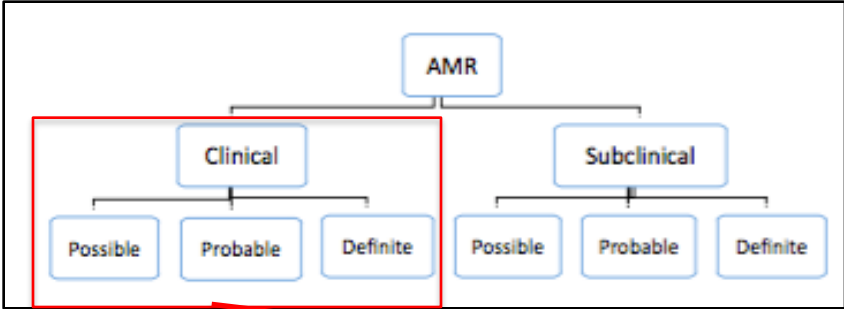 AMR
Clinical Subclinical
Possible Probable Definite Possible Probable Definite